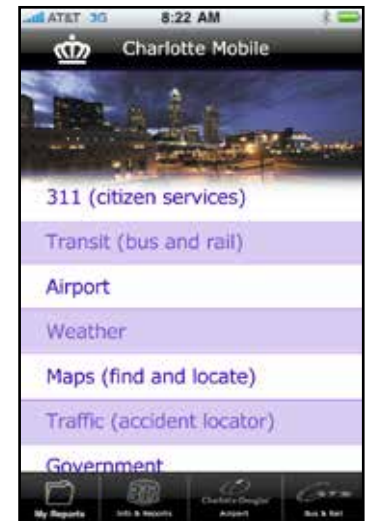 AT&T 3G 8:22 AM
Charlotte Mobile
311 (citizen services)
Transit (bus and rail)
Airport
Weather
Maps (find and locate)
Traffic (accident locator)
Government
My Reports Info & Reports Airport Bus & Rail